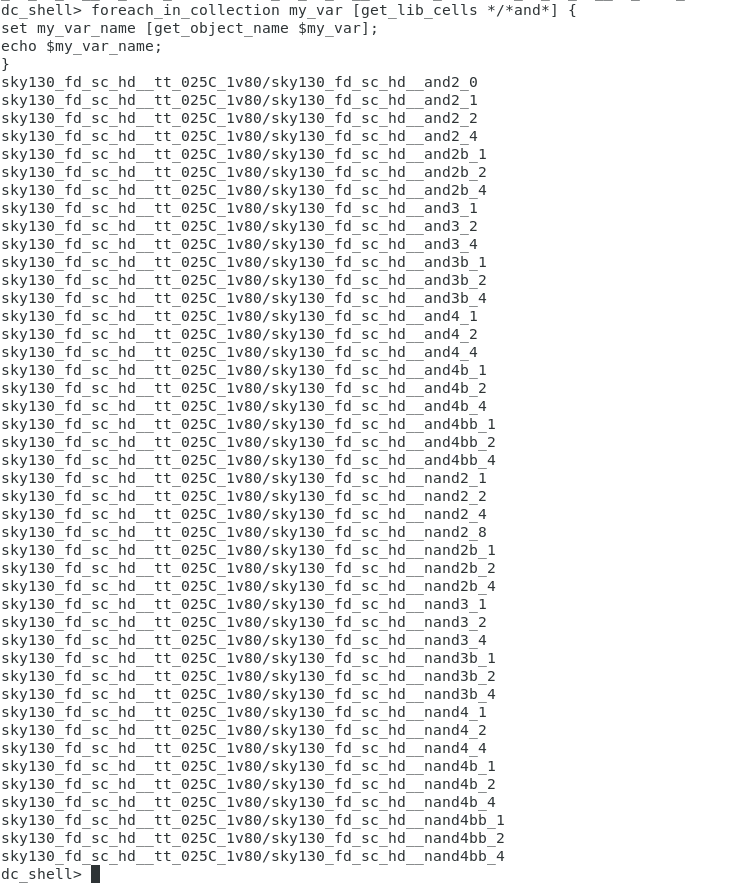 dc_shell> foreach_in_collection my_var [get_lib_cells */*and*] {
set my_var_name [get_object_name $my_var];
echo $my_var_name;
}
sky130_fd_sc_hd__tt_025C_1v80/sky130_fd_sc_hd__and2_0
sky130_fd_sc_hd__tt_025C_1v80/sky130_fd_sc_hd__and2_1
sky130_fd_sc_hd__tt_025C_1v80/sky130_fd_sc_hd__and2_2
sky130_fd_sc_hd__tt_025C_1v80/sky130_fd_sc_hd__and2_4
sky130_fd_sc_hd__tt_025C_1v80/sky130_fd_sc_hd__and2b_1
sky130_fd_sc_hd__tt_025C_1v80/sky130_fd_sc_hd__and2b_2
sky130_fd_sc_hd__tt_025C_1v80/sky130_fd_sc_hd__and2b_4
sky130_fd_sc_hd__tt_025C_1v80/sky130_fd_sc_hd__and3_1
sky130_fd_sc_hd__tt_025C_1v80/sky130_fd_sc_hd__and3_2
sky130_fd_sc_hd__tt_025C_1v80/sky130_fd_sc_hd__and3_4
sky130_fd_sc_hd__tt_025C_1v80/sky130_fd_sc_hd__and3b_1
sky130_fd_sc_hd__tt_025C_1v80/sky130_fd_sc_hd__and3b_2
sky130_fd_sc_hd__tt_025C_1v80/sky130_fd_sc_hd__and3b_4
sky130_fd_sc_hd__tt_025C_1v80/sky130_fd_sc_hd__and4_1
sky130_fd_sc_hd__tt_025C_1v80/sky130_fd_sc_hd__and4_2
sky130_fd_sc_hd__tt_025C_1v80/sky130_fd_sc_hd__and4_4
sky130_fd_sc_hd__tt_025C_1v80/sky130_fd_sc_hd__and4b_1
sky130_fd_sc_hd__tt_025C_1v80/sky130_fd_sc_hd__and4b_2
sky130_fd_sc_hd__tt_025C_1v80/sky130_fd_sc_hd__and4b_4
sky130_fd_sc_hd__tt_025C_1v80/sky130_fd_sc_hd__and4bb_1
sky130_fd_sc_hd__tt_025C_1v80/sky130_fd_sc_hd__and4bb_2
sky130_fd_sc_hd__tt_025C_1v80/sky130_fd_sc_hd__and4bb_4
sky130_fd_sc_hd__tt_025C_1v80/sky130_fd_sc_hd__nand2_1
sky130_fd_sc_hd__tt_025C_1v80/sky130_fd_sc_hd__nand2_2
sky130_fd_sc_hd__tt_025C_1v80/sky130_fd_sc_hd__nand2_4
sky130_fd_sc_hd__tt_025C_1v80/sky130_fd_sc_hd__nand2_8
sky130_fd_sc_hd__tt_025C_1v80/sky130_fd_sc_hd__nand2b_1
sky130_fd_sc_hd__tt_025C_1v80/sky130_fd_sc_hd__nand2b_2
sky130_fd_sc_hd__tt_025C_1v80/sky130_fd_sc_hd__nand2b_4
sky130_fd_sc_hd__tt_025C_1v80/sky130_fd_sc_hd__nand3_1
sky130_fd_sc_hd__tt_025C_1v80/sky130_fd_sc_hd__nand3_2
sky130_fd_sc_hd__tt_025C_1v80/sky130_fd_sc_hd__nand3_4
sky130_fd_sc_hd__tt_025C_1v80/sky130_fd_sc_hd__nand3b_1
sky130_fd_sc_hd__tt_025C_1v80/sky130_fd_sc_hd__nand3b_2
sky130_fd_sc_hd__tt_025C_1v80/sky130_fd_sc_hd__nand3b_4
sky130_fd_sc_hd__tt_025C_1v80/sky130_fd_sc_hd__nand4_1
sky130_fd_sc_hd__tt_025C_1v80/sky130_fd_sc_hd__nand4_2
sky130_fd_sc_hd__tt_025C_1v80/sky130_fd_sc_hd__nand4_4
sky130_fd_sc_hd__tt_025C_1v80/sky130_fd_sc_hd__nand4b_1
sky130_fd_sc_hd__tt_025C_1v80/sky130_fd_sc_hd__nand4b_2
sky130_fd_sc_hd__tt_025C_1v80/sky130_fd_sc_hd__nand4b_4
sky130_fd_sc_hd__tt_025C_1v80/sky130_fd_sc_hd__nand4bb_1
sky130_fd_sc_hd__tt_025C_1v80/sky130_fd_sc_hd__nand4bb_2
sky130_fd_sc_hd__tt_025C_1v80/sky130_fd_sc_hd__nand4bb_4
dc_shell>